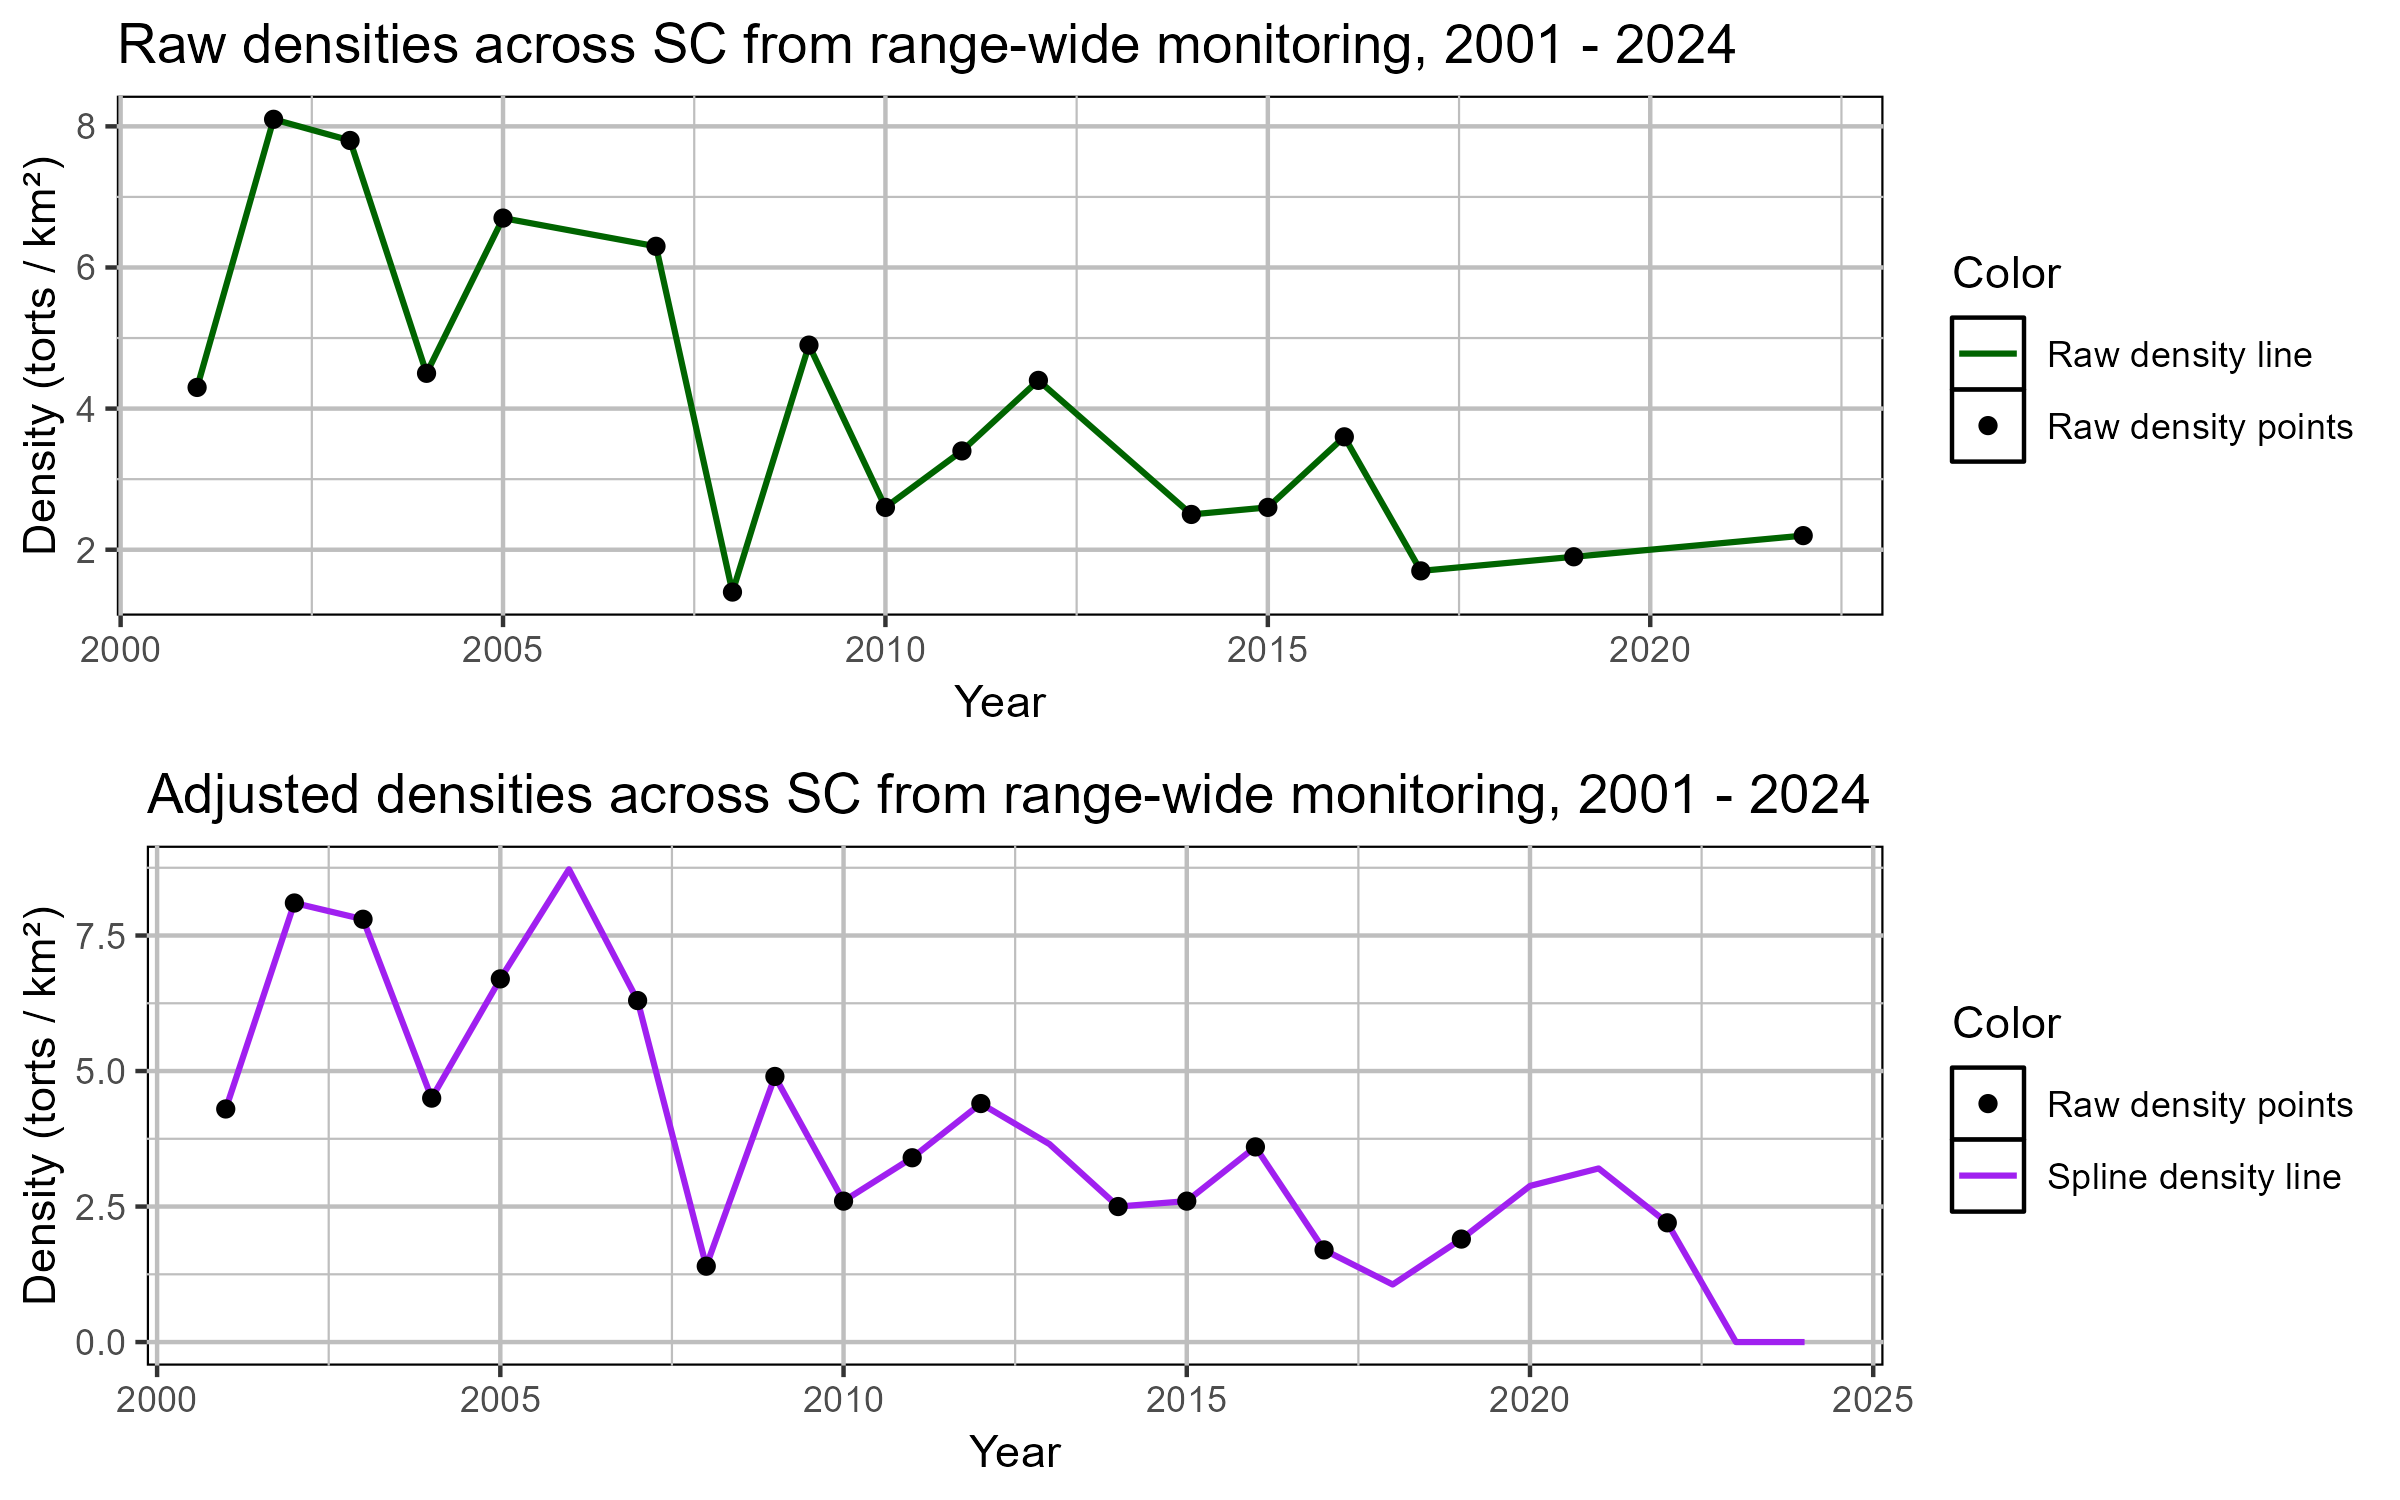 Raw densities across SC from range-wide monitoring, 2001 - 2024
Density (torts / km²)
8
6
4
2
2000 2005 2010 2015 2020
Year
Color
Raw density line
Raw density points
Adjusted densities across SC from range-wide monitoring, 2001 - 2024
Density (torts / km²)
7.5
5.0
2.5
0.0
2000 2005 2010 2015 2020 2025
Year
Color
Raw density points
Spline density line